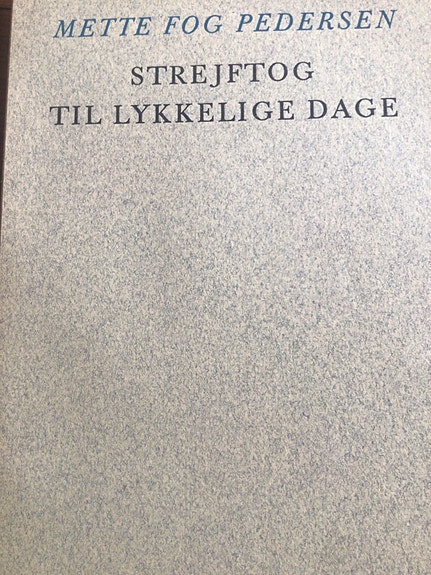 METTE FOG PEDERSEN
STREJFTOG
TIL LYKKELIGE DAGE